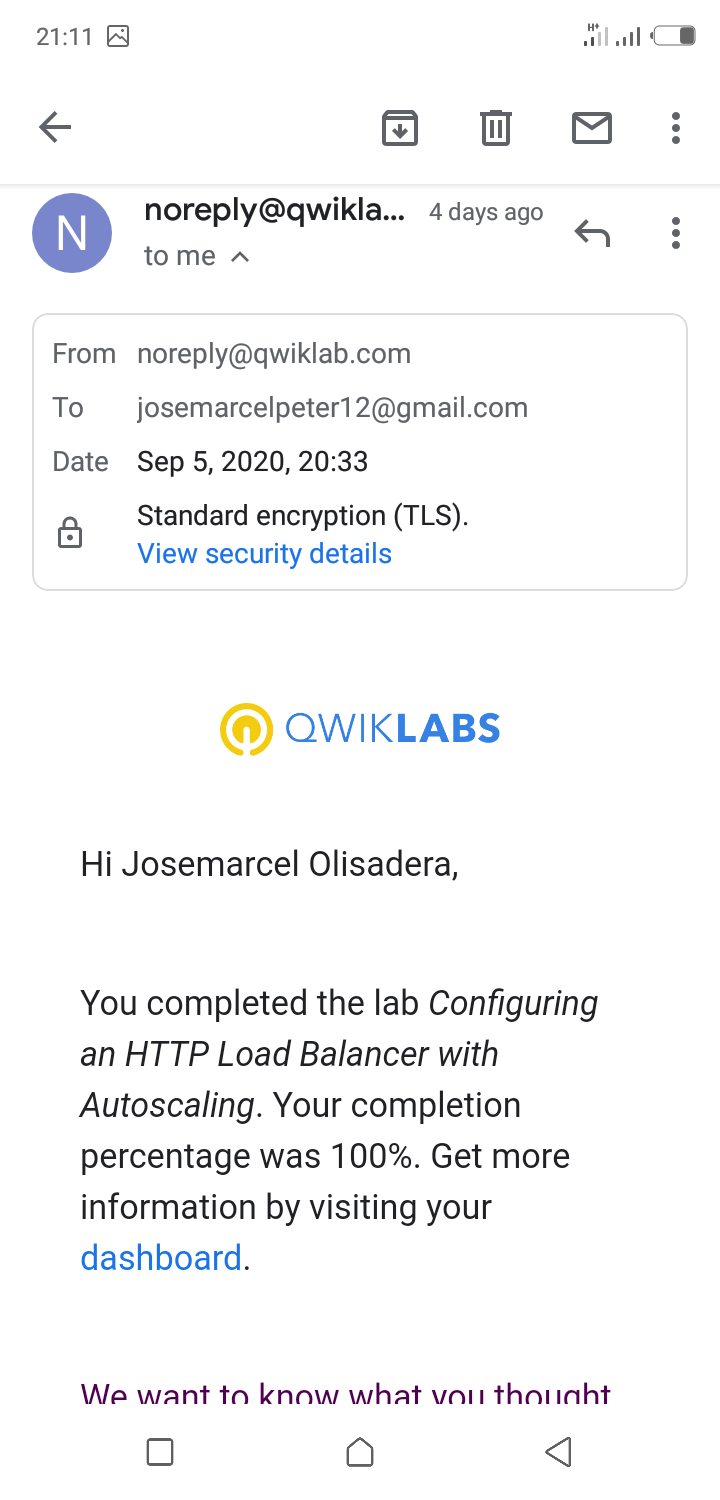 21:11
H+
N
noreply@qwikla... 4 days ago
to me
From noreply@qwiklab.com
To josemarcelpeter12@gmail.com
Date Sep 5, 2020, 20:33
Standard encryption (TLS).
View security details
QWIKLABS
Hi Josemarcel Olisadera,
You completed the lab Configuring
an HTTP Load Balancer with
Autoscaling. Your completion
percentage was 100%. Get more
information by visiting your
dashboard.
We want to know what you thought